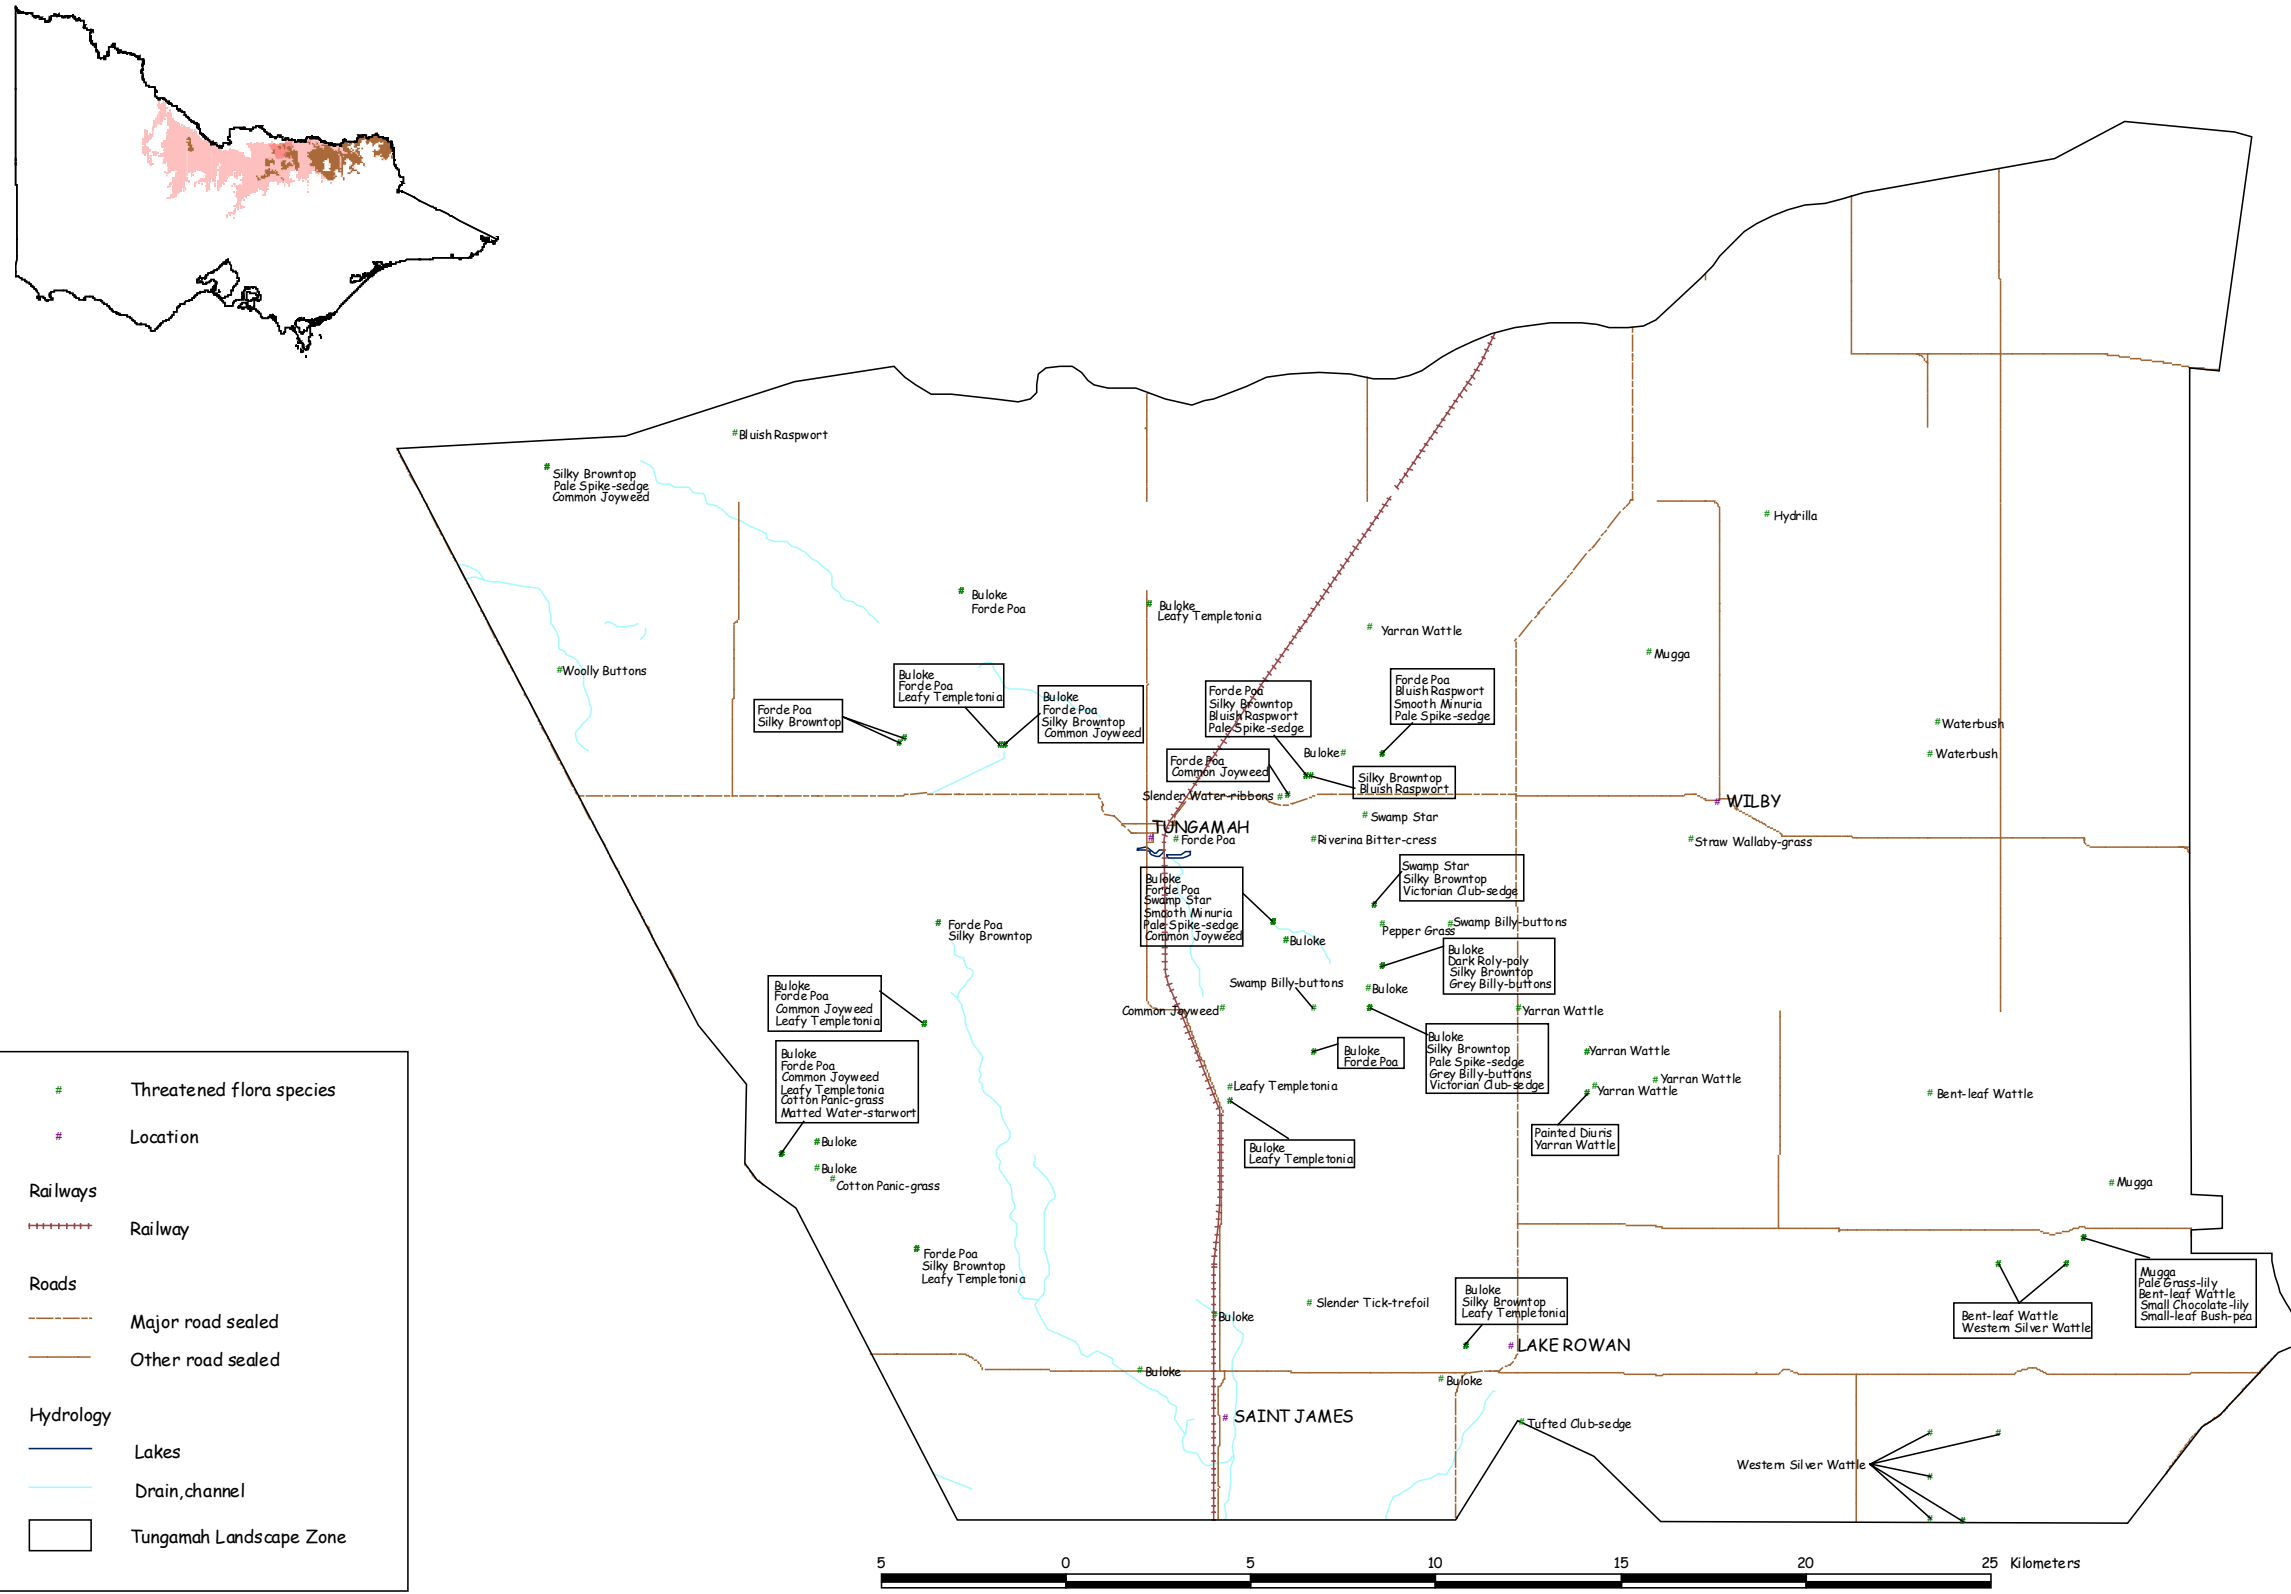 #Bluish Raspwort
Silky Browntop
Pale Spike-sedge
Common Joyweed
# Hydrilla
Buloke
Forde Poa
Buloke
Leafy Templetonia
# Yarran Wattle
#Mugga
#Woolly Buttons
Buloke
Forde Poa
Leafy Templetonia
Forde Poa
Silky Browntop
Buloke
Forde Poa
Silky Browntop
Common Joyweed
Forde Poa
Silky Browntop
Bluish Raspwort
Pale Spike-sedge
Forde Poa
Bluish Raspwort
Smooth Minuria
Pale Spike-sedge
#Waterbush
# Waterbush
Buloke#
Forde Poa
Common Joyweed
Silky Browntop
Bluish Raspwort
Slender Water-ribbons #
# WILBY
# Swamp Star
TUNGAMAH
# Forde Poa
#Riverina Bitter-cress
#Straw Wallaby-grass
Swamp Star
Silky Browntop
Victorian Club-sedge
Buloke
Forde Poa
Swamp Star
Smooth Minuria
Pale Spike-sedge
Common Joyweed
Forde Poa
Silky Browntop
#Buloke
Pepper Grass
#Swamp Billy-buttons
Buloke
Dark Roly-poly
Silky Browntop
Grey Billy-buttons
Swamp Billy-buttons
#Buloke
Buloke
Forde Poa
Common Joyweed
Leafy Templetonia
Common Joyweed#
#Yarran Wattle
Buloke
Silky Browntop
Pale Spike-sedge
Grey Billy-buttons
Victorian Club-sedge
Buloke
Forde Poa
#Yarran Wattle
# Yarran Wattle
#Yarran Wattle
Buloke
Forde Poa
Common Joyweed
Leafy Templetonia
Cotton Panic-grass
Matted Water-starwort
#Leafy Templetonia
# Bent-leaf Wattle
Painted Diuris
Yarran Wattle
Buloke
Leafy Templetonia
#Buloke
#Buloke
# Cotton Panic-grass
# Mugga
Forde Poa
Silky Browntop
Leafy Templetonia
Mugga
Pale Grass-lily
Bent-leaf Wattle
Small Chocolate-lily
Small-leaf Bush-pea
Bent-leaf Wattle
Western Silver Wattle
Buloke
Silky Browntop
Leafy Templetonia
# Slender Tick-trefoil
#Buloke
# LAKE ROWAN
#Buloke
#Buloke
# SAINT JAMES
#Tufted Club-sedge
Western Silver Wattle
# Threatened flora species
# Location
Railways
Railway
Roads
Major road sealed
Other road sealed
Hydrology
Lakes
Drain,channel
Tungamah Landscape Zone
5 0 5 10 15 20 25 Kilometers